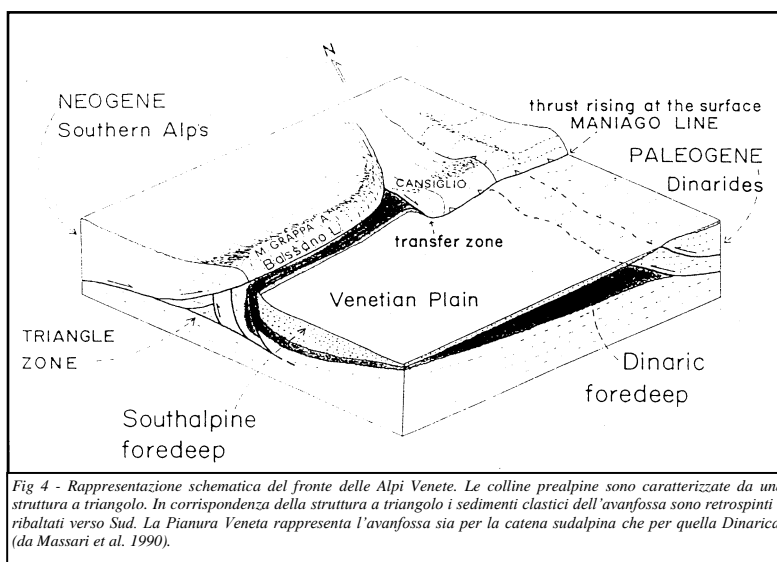 N
NEOGENE
Southern Alps
thrust rising at the surface
MANIAGO LINE
PALEOGENE
Dinarides
CANSIGLIO
M. GRAPPA A.
Bassano L.
transfer zone
Venetian Plain
TRIANGLE
ZONE
Southalpine
foredeep
Dinaric
foredeep
Fig 4 - Rappresentazione schematica del fronte delle Alpi Venete. Le colline prealpine sono caratterizzate da una
struttura a triangolo. In corrispondenza della struttura a triangolo i sedimenti clastici dell'avanfossa sono retrospinti
ribaltati verso Sud. La Pianura Veneta rappresenta l'avanfossa sia per la catena sudalpina che per quella Dinarica
(da Massari et al. 1990).